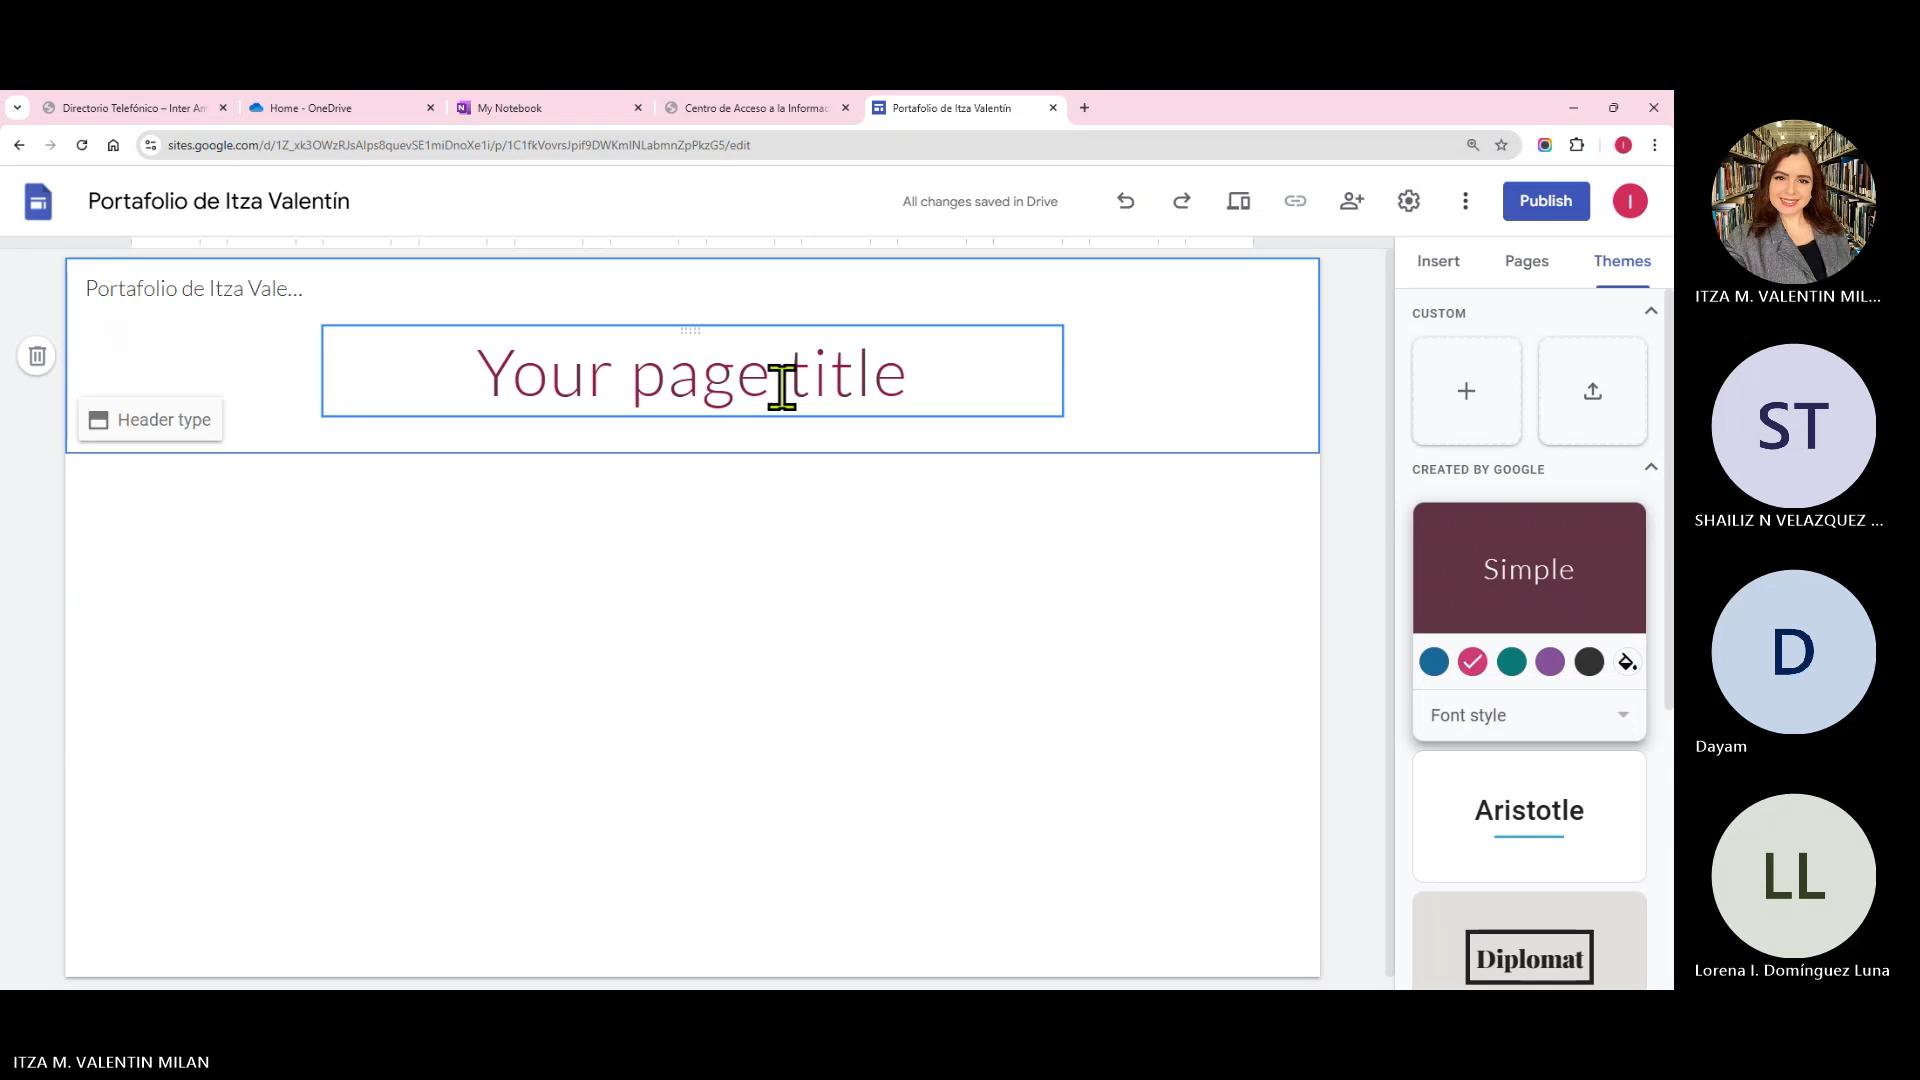 Directorio Telefónico – Inter Am
Home - OneDrive
My Notebook
Centro de Acceso a la Informac
Portafolio de Itza Valentín
sites.google.com/d/1Z_xk3OWzRJsAlps8quevSE1miDnoXe1i/p/1C1fkVovrsJpif9DWKmINLabmnZpPkzG5/edit
Portafolio de Itza Valentín
All changes saved in Drive
Publish
I
Insert
Pages
Themes
Portafolio de Itza Vale...
Your page title
Header type
CUSTOM
CREATED BY GOOGLE
Simple
Font style
Aristotle
Diplomat
ITZA M. VALENTIN MIL...
ST
SHAILIZ N VELAZQUEZ ...
D
Dayam
LL
Lorena I. Domínguez Luna
ITZA M. VALENTIN MILAN